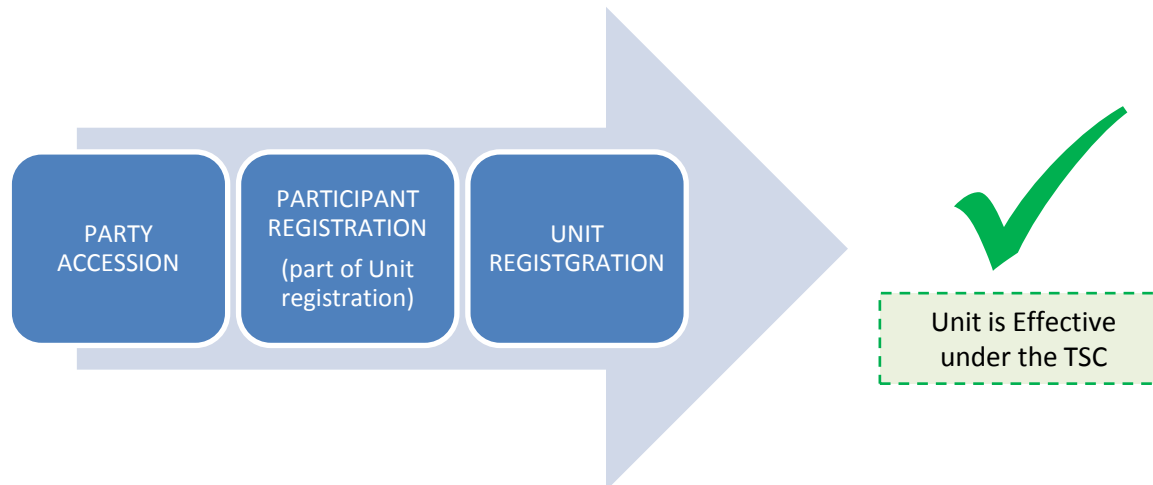 PARTY
ACCESSION
PARTICIPANT
REGISTRATION
(part of Unit
registration)
UNIT
REGISTGRATION
Unit is Effective
under the TSC